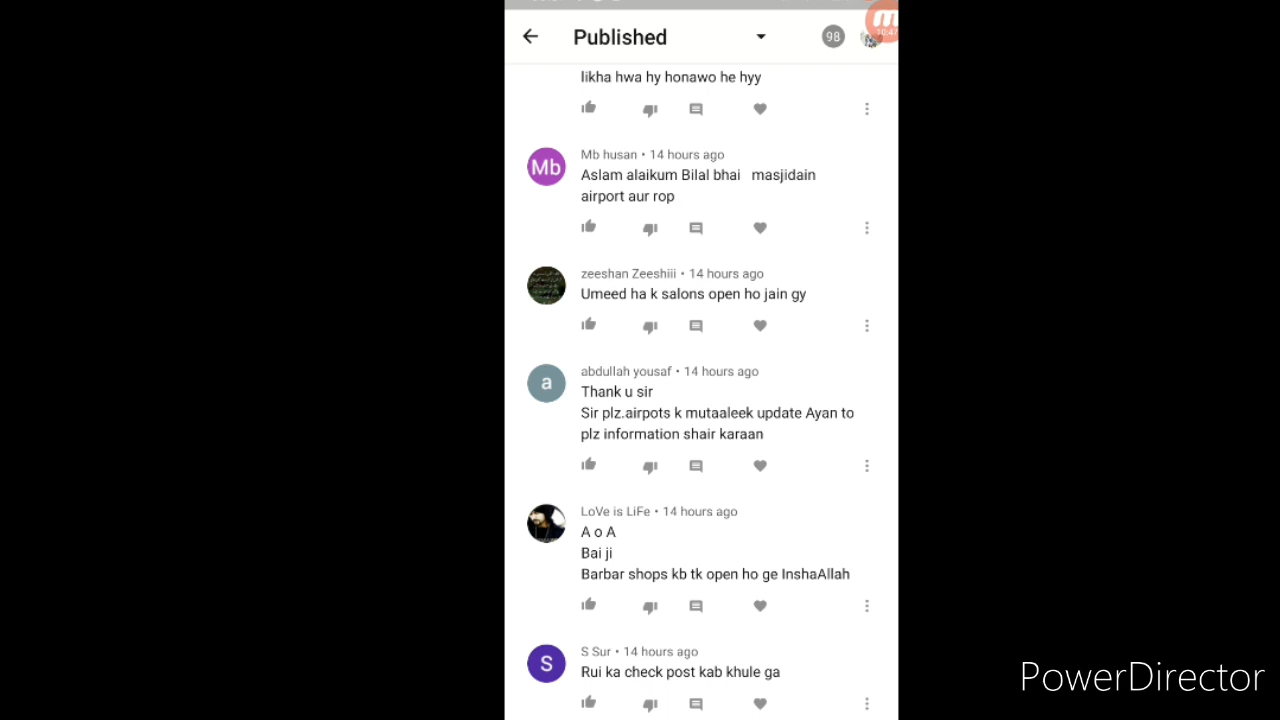 Published
98
10:47
likha hwa hy honawo he hyy
Mb
Mb husan • 14 hours ago
Aslam alaikum Bilal bhai masjidain
airport aur rop
zeeshan Zeeshiii • 14 hours ago
Umeed ha k salons open ho jain gy
a
abdullah yousaf • 14 hours ago
Thank u sir
Sir plz.airpots k mutaaleek update Ayan to
plz information shair karaan
LoVe is LiFe • 14 hours ago
A o A
Bai ji
Barbar shops kb tk open ho ge InshaAllah
S
S Sur • 14 hours ago
Rui ka check post kab khule ga
PowerDirector